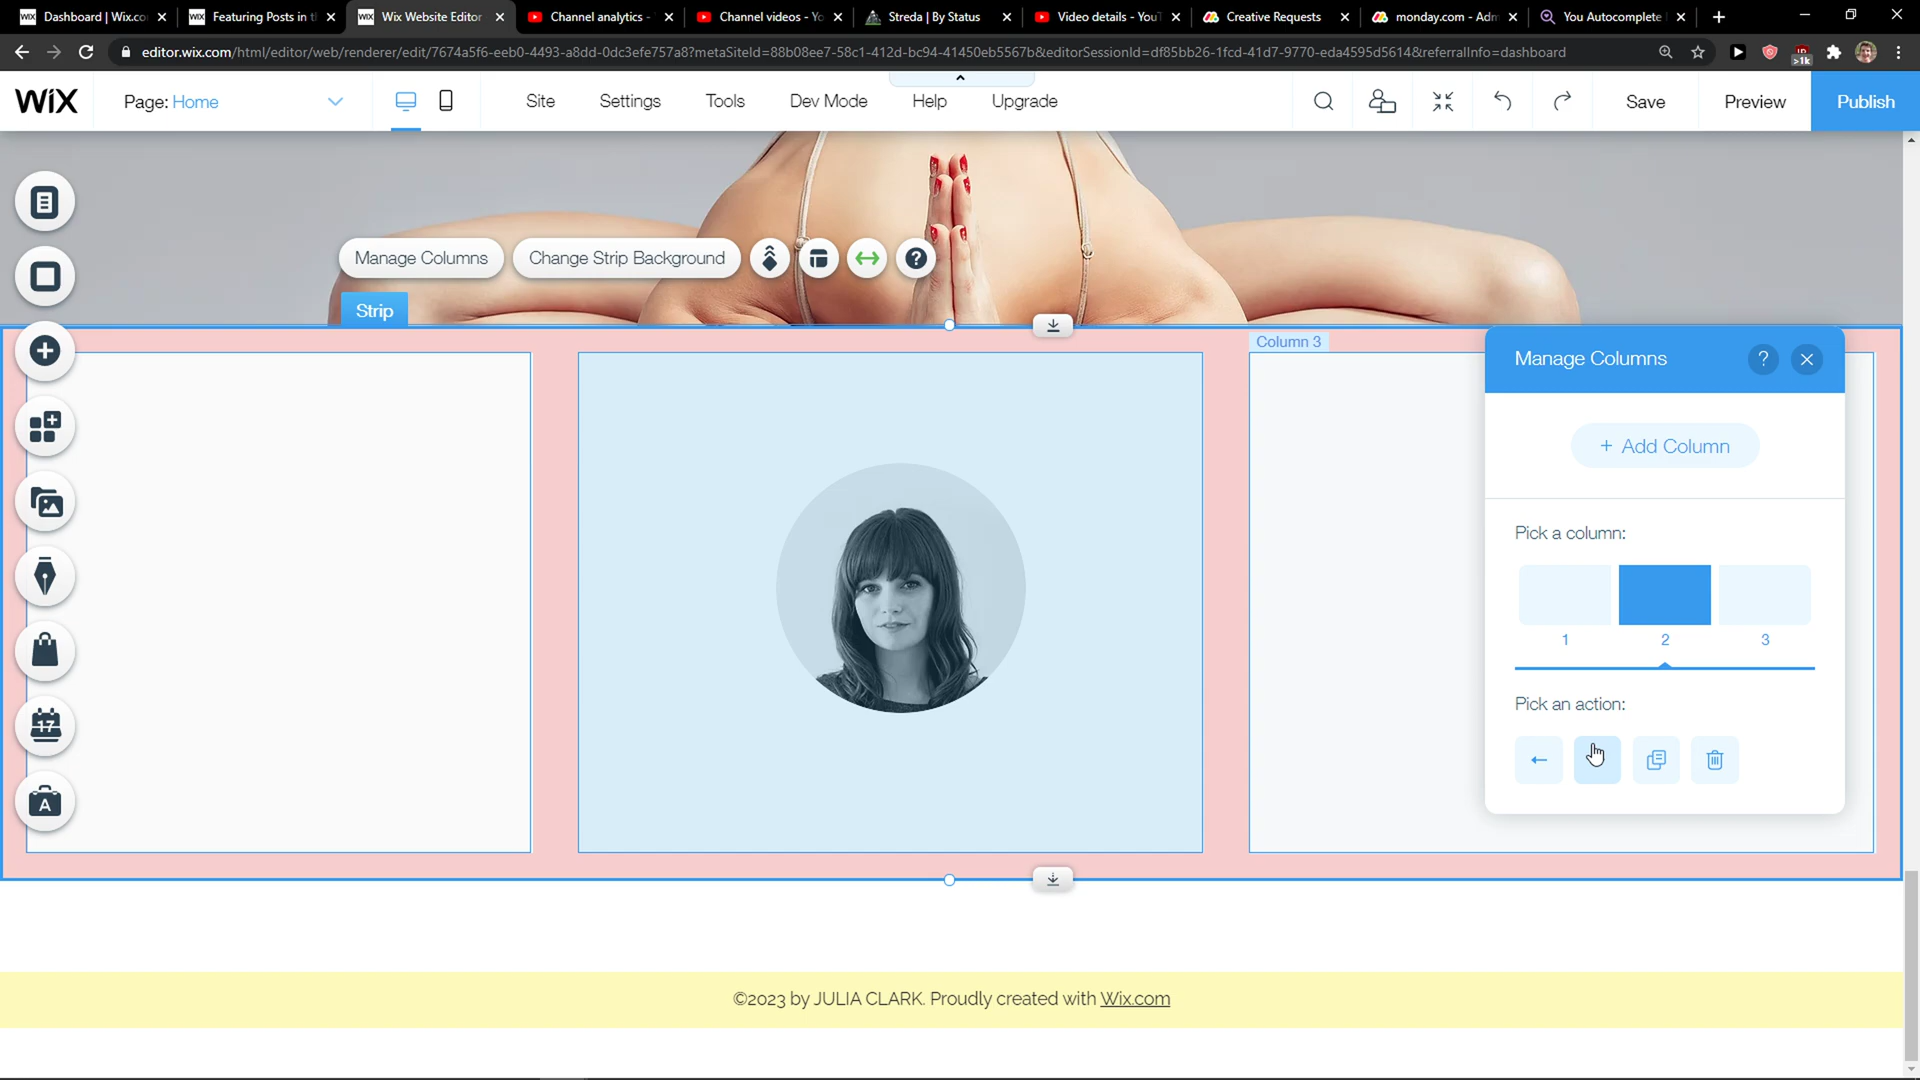 Dashboard | Wix.co
Featuring Posts in t
Wix Website Editor
Channel analytics -
Channel videos - Yo
Streda | By Status
Video details - YouT
Creative Requests
monday.com - Adm
You Autocomplete
editor.wix.com/html/editor/web/renderer/edit/7674a5f6-eeb0-4493-a8dd-0dc3efe757a8?metaSiteId=88b08ee7-58c1-412d-bc94-41450eb5567b&editorSessionId=df85bb26-1fcd-41d7-9770-eda4595d5614&referralInfo=dashboard
>1k
WiX
Page: Home
Site
Settings
Tools
Dev Mode
Help
Upgrade
Save
Preview
Publish
Manage Columns
Change Strip Background
Strip
Column 3
Manage Columns
+ Add Column
Pick a column:
1 2 3
Pick an action:
17
A
©2023 by JULIA CLARK. Proudly created with Wix.com